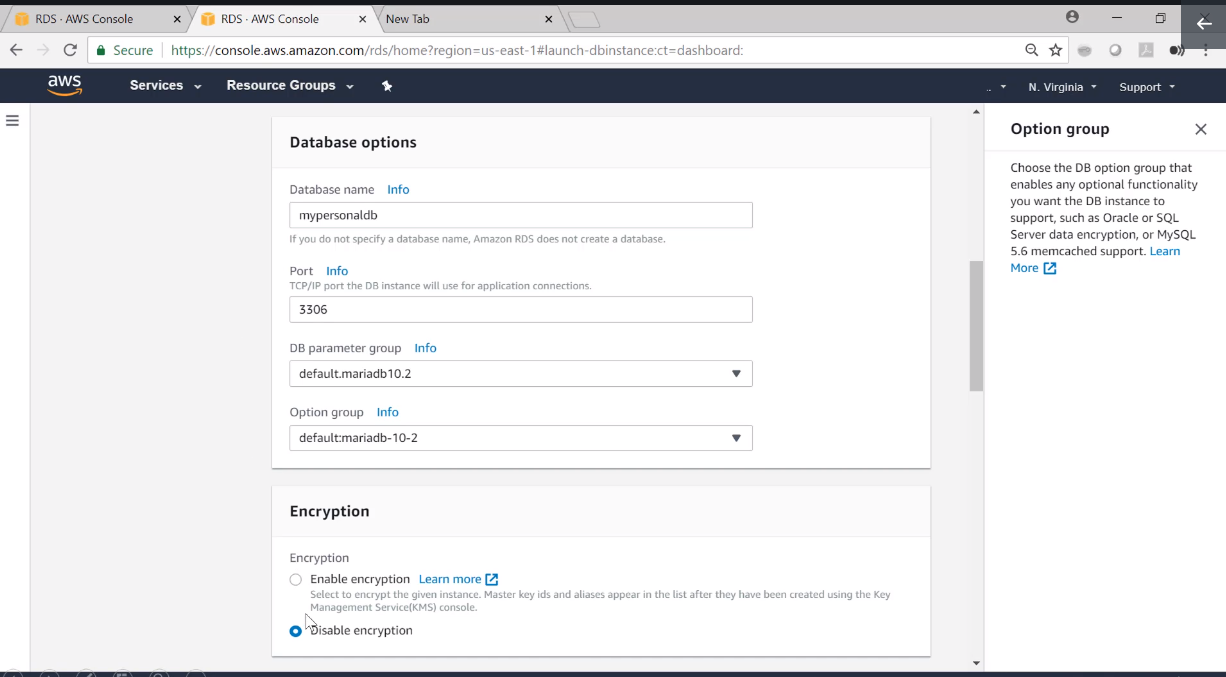 RDS · AWS Console
RDS · AWS Console
New Tab
Secure
https://console.aws.amazon.com/rds/home?region=us-east-1#launch-dbinstance:ct=dashboard:
aws
Services
Resource Groups
N. Virginia
Support
Database options
Database name Info
mypersonaldb
If you do not specify a database name, Amazon RDS does not create a database.
Port Info
TCP/IP port the DB instance will use for application connections.
3306
DB parameter group Info
default.mariadb10.2
Option group Info
default:mariadb-10-2
Encryption
Encryption
Enable encryption Learn more
Select to encrypt the given instance. Master key ids and aliases appear in the list after they have been created using the Key
Management Service(KMS) console.
Disable encryption
Option group
Choose the DB option group that
enables any optional functionality
you want the DB instance to
support, such as Oracle or SQL
Server data encryption, or MySQL
5.6 memcached support. Learn
More